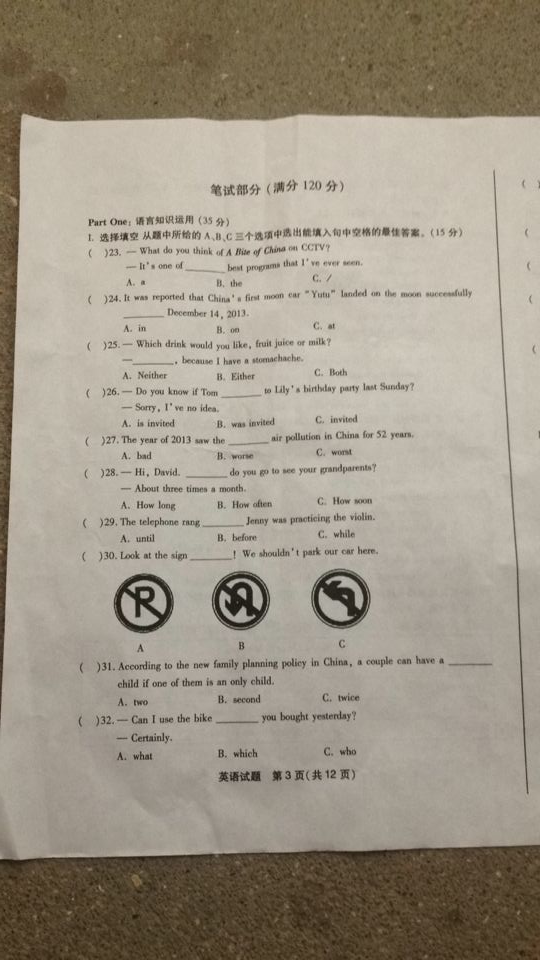 笔试部分(满分120分)
Part One: 语言知识运用(35分)
I. 选择填空 从题中所给的A、B、C三个选项中选出能填入句中空格的最佳答案。(15分)
( )23. — What do you think of A Bite of China on CCTV?
— It's one of ______ best programs that I've ever seen.
A. a B. the C. /
( )24. It was reported that China's first moon car "Yutu" landed on the moon successfully
______ December 14, 2013.
A. in B. on C. at
( )25. — Which drink would you like, fruit juice or milk?
— ______, because I have a stomachache.
A. Neither B. Either C. Both
( )26. — Do you know if Tom ______ to Lily's birthday party last Sunday?
— Sorry, I've no idea.
A. is invited B. was invited C. invited
( )27. The year of 2013 saw the ______ air pollution in China for 52 years.
A. bad B. worse C. worst
( )28. — Hi, David. ______ do you go to see your grandparents?
— About three times a month.
A. How long B. How often C. How soon
( )29. The telephone rang ______ Jenny was practicing the violin.
A. until B. before C. while
( )30. Look at the sign ______! We shouldn't park our car here.
P
A B C
( )31. According to the new family planning policy in China, a couple can have a ______
child if one of them is an only child.
A. two B. second C. twice
( )32. — Can I use the bike ______ you bought yesterday?
— Certainly.
A. what B. which C. who
英语试题 第3页(共12页)